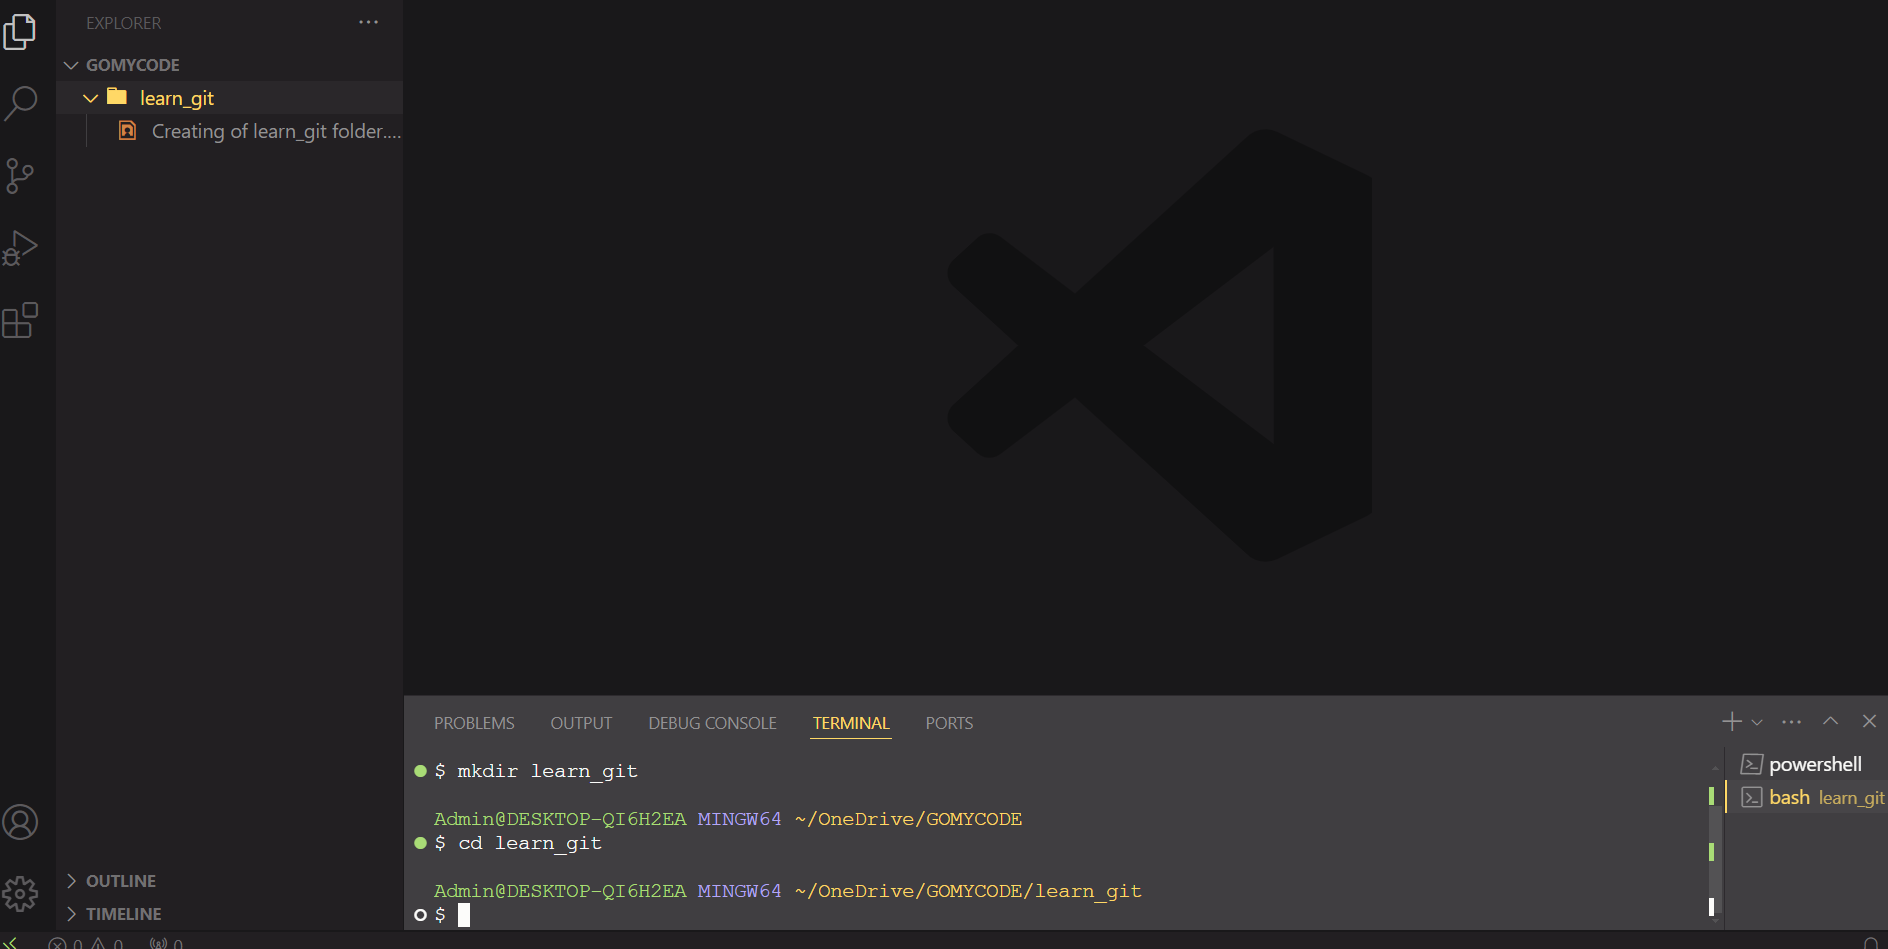 EXPLORER
GOMYCODE
learn_git
Creating of learn_git folder....
OUTLINE
TIMELINE
0 0 0
PROBLEMS OUTPUT DEBUG CONSOLE TERMINAL PORTS
$ mkdir learn_git
Admin@DESKTOP-QI6H2EA MINGW64 ~/OneDrive/GOMYCODE
$ cd learn_git
Admin@DESKTOP-QI6H2EA MINGW64 ~/OneDrive/GOMYCODE/learn_git
$
powershell
bash learn_git